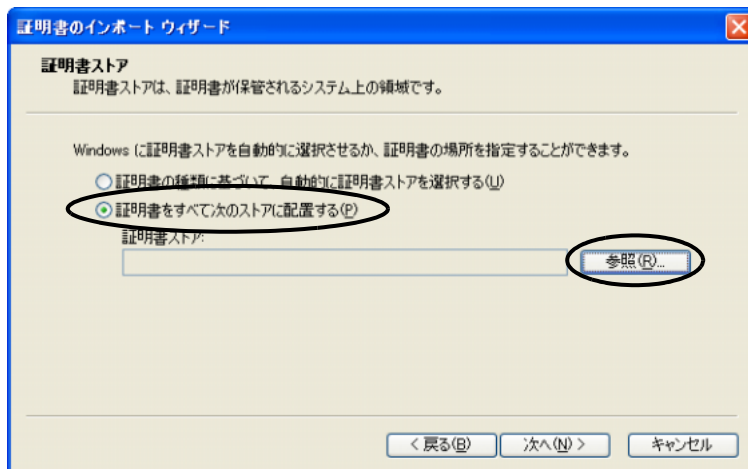 証明書のインポート ウィザード
証明書ストア
証明書ストアは、証明書が保管されるシステム上の領域です。
Windows に証明書ストアを自動的に選択させるか、証明書の場所を指定することができます。
証明書の種類に基づいて、自動的に証明書ストアを選択する(U)
証明書をすべて次のストアに配置する(P)
証明書ストア:
参照(R)...
< 戻る(B)
次へ(N) >
キャンセル